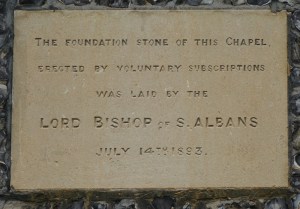 THE FOUNDATION STONE OF THIS CHAPEL,
ERECTED BY VOLUNTARY SUBSCRIPTIONS
WAS LAID BY THE
LORD BISHOP OF S. ALBANS
JULY 14TH 1893.